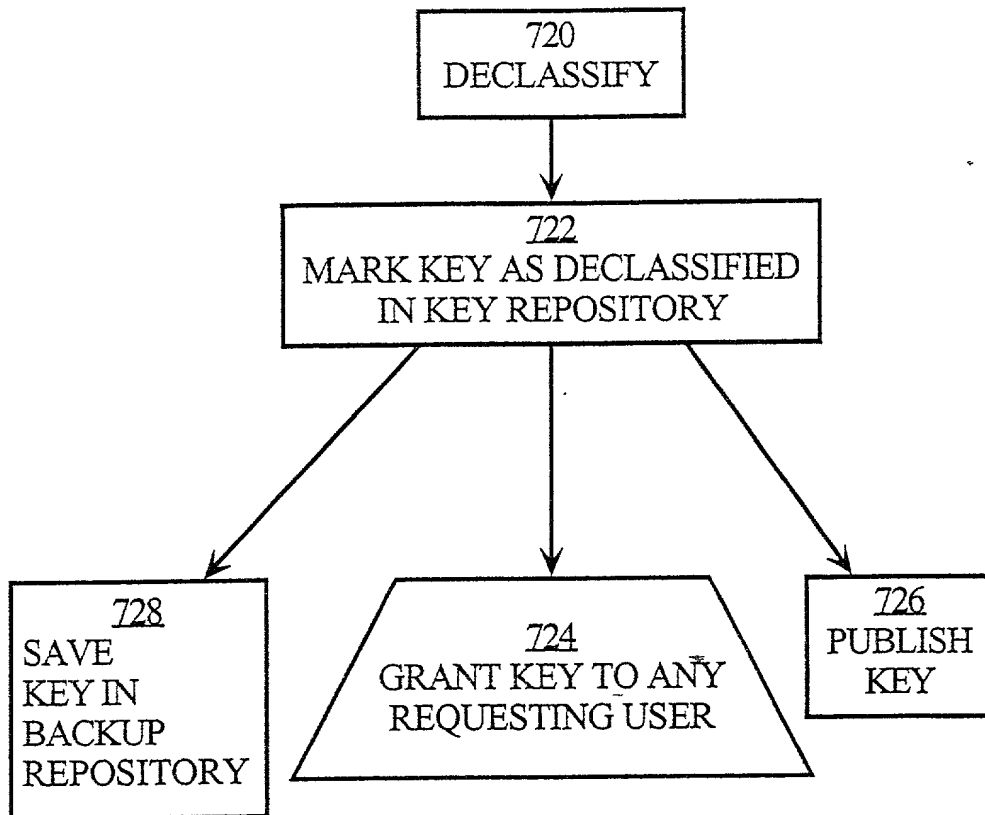 720
DECLASSIFY
722
MARK KEY AS DECLASSIFIED
IN KEY REPOSITORY
728
SAVE
KEY IN
BACKUP
REPOSITORY
724
GRANT KEY TO ANY
REQUESTING USER
726
PUBLISH
KEY